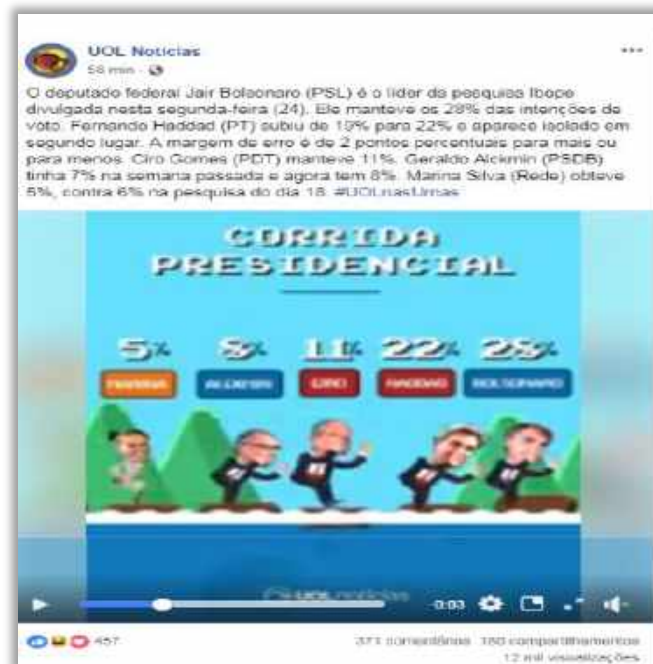 UOL Notícias
58 min
O deputado federal Jair Bolsonaro (PSL) é o líder da pesquisa Ibope
divulgada nesta segunda-feira (24). Ele manteve os 28% das intenções de
voto. Fernando Haddad (PT) subiu de 19% para 22% e aparece isolado em
segundo lugar. A margem de erro é de 2 pontos percentuais para mais ou
para menos. Ciro Gomes (PDT) manteve 11%. Geraldo Alckmin (PSDB)
tinha 7% na semana passada e agora tem 8%. Marina Silva (Rede) obteve
5%, contra 6% na pesquisa do dia 18. #UOLnasUrnas
CORRIDA
PRESIDENCIAL
5% 8% 11% 22% 28%
MARINA ALCKMIN CIRO HADDAD BOLSONARO
UOL notícias
-0:03
457 371 comentários 180 compartilhamentos
12 mil visualizações